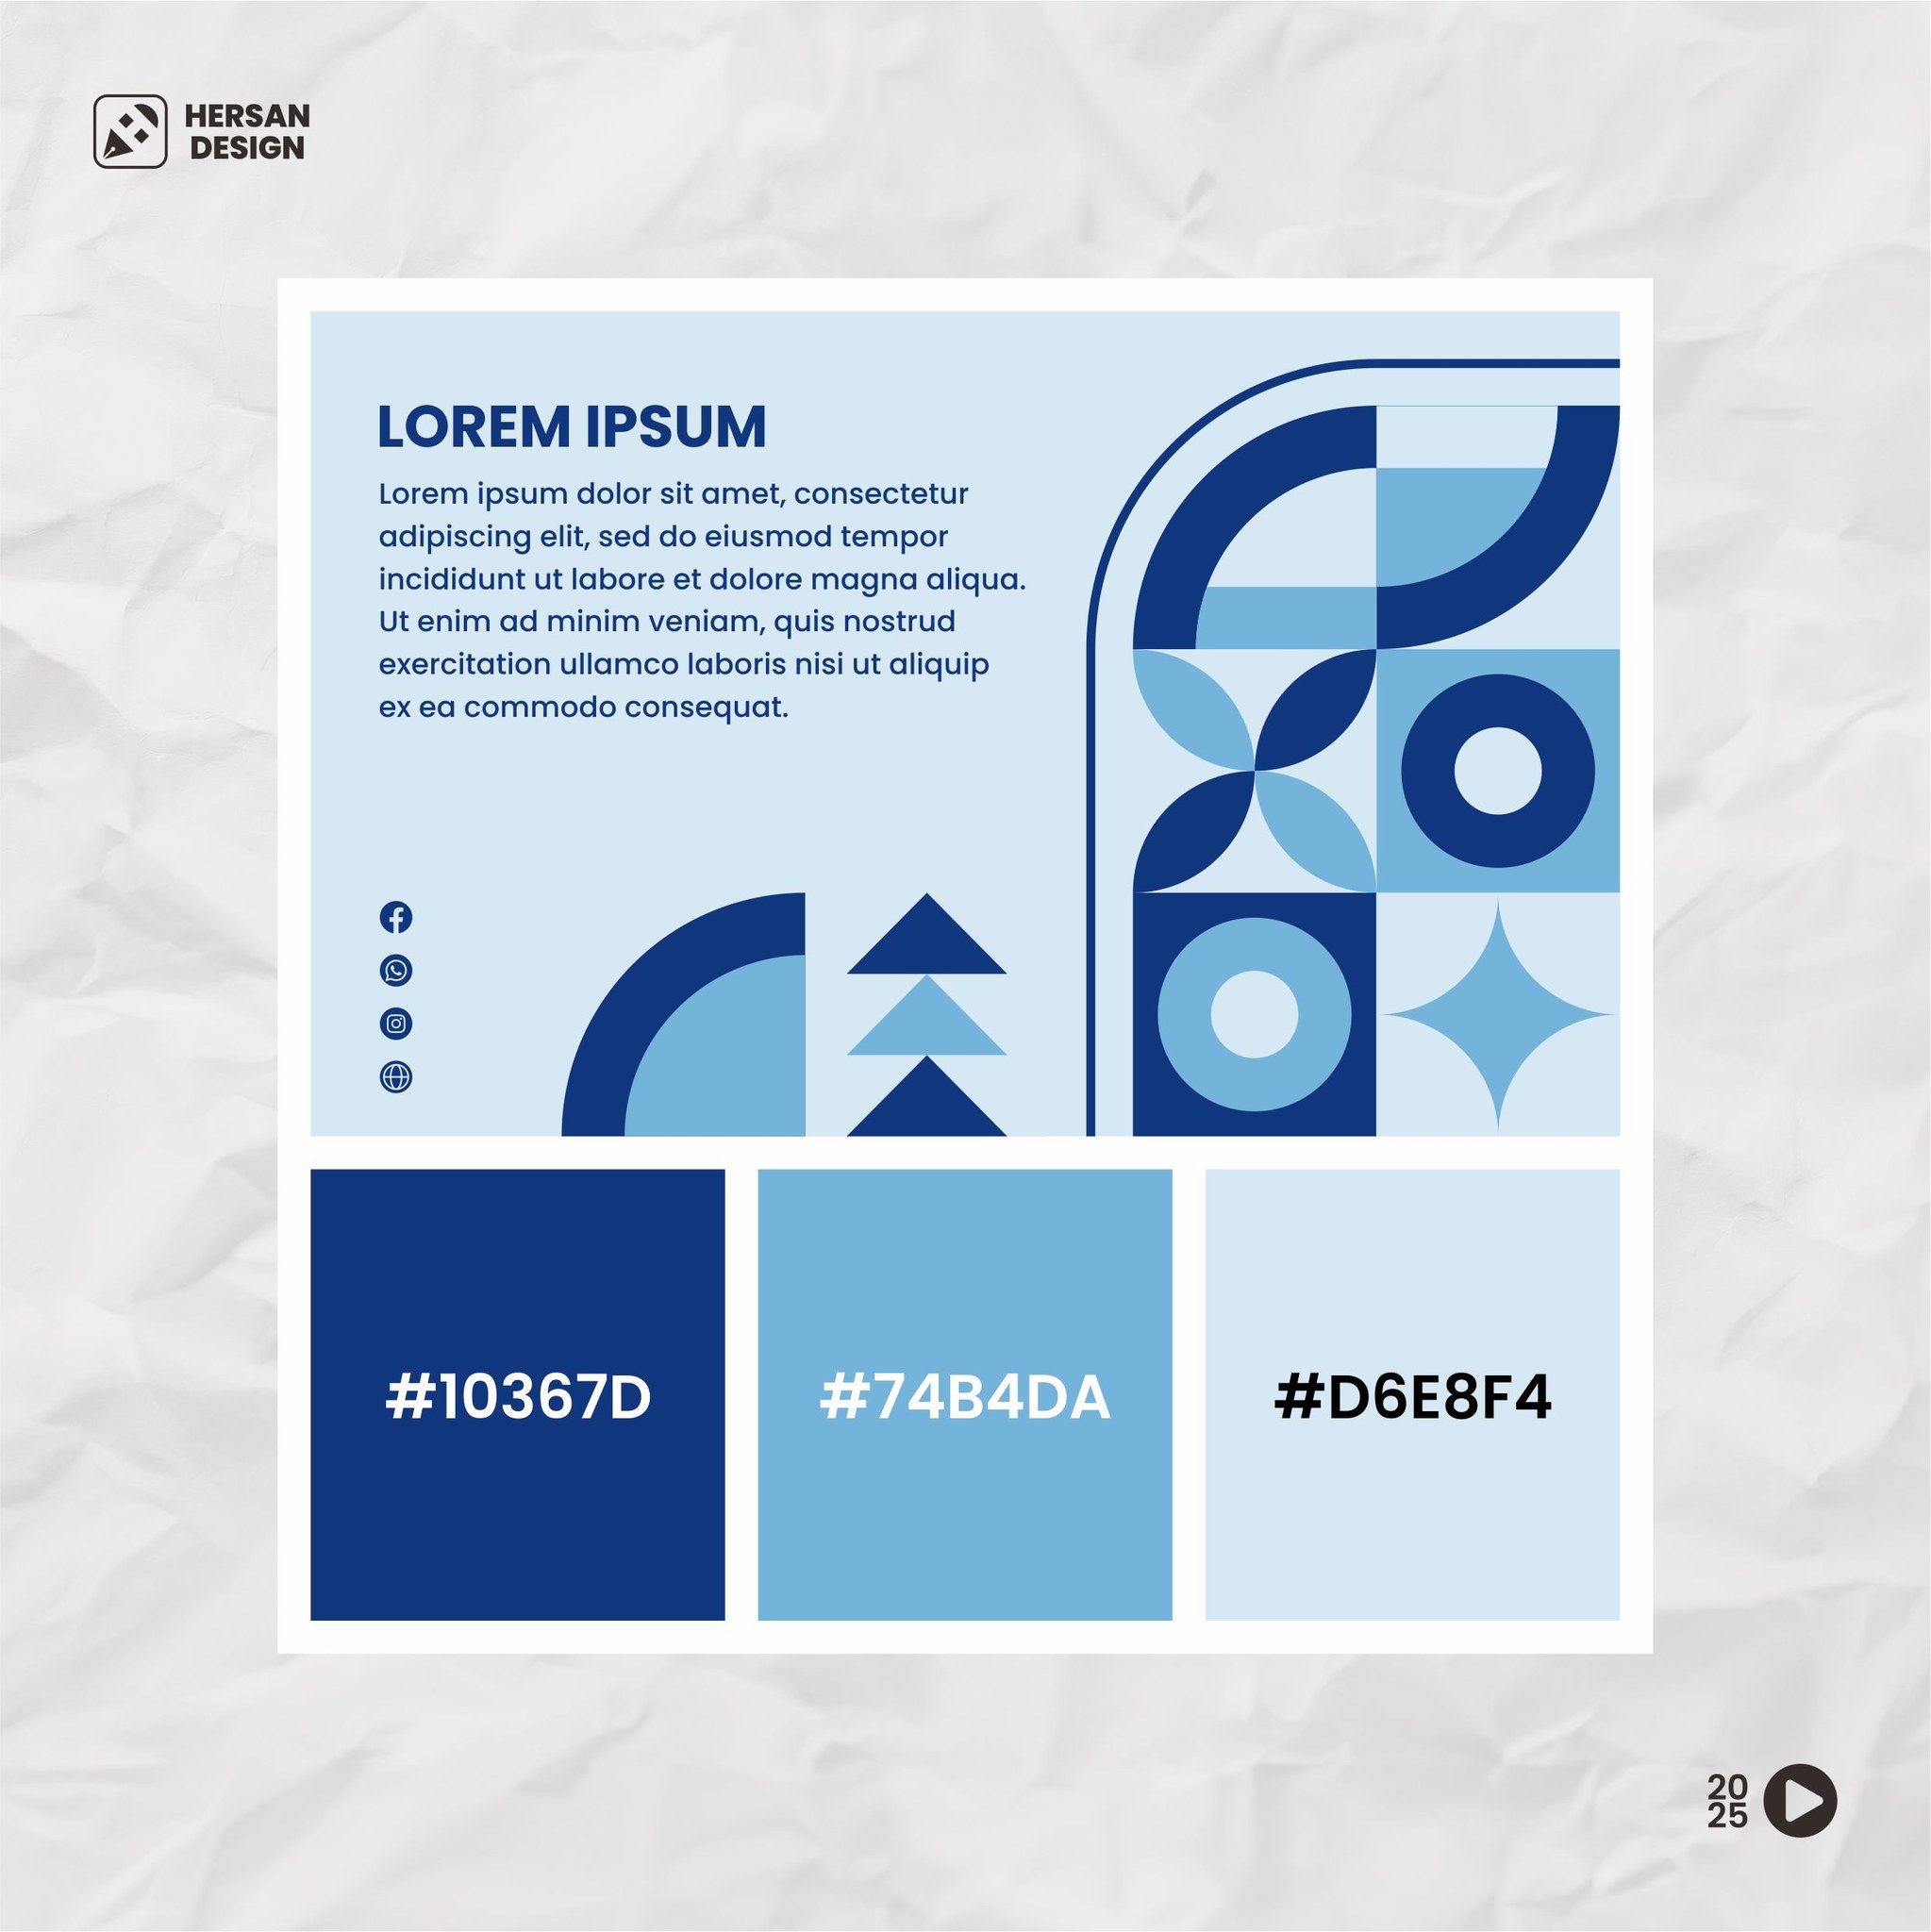 HERSAN
DESIGN
LOREM IPSUM
Lorem ipsum dolor sit amet, consectetur
adipiscing elit, sed do eiusmod tempor
incididunt ut labore et dolore magna aliqua.
Ut enim ad minim veniam, quis nostrud
exercitation ullamco laboris nisi ut aliquip
ex ea commodo consequat.
#10367D
#74B4DA
#D6E8F4
20
25